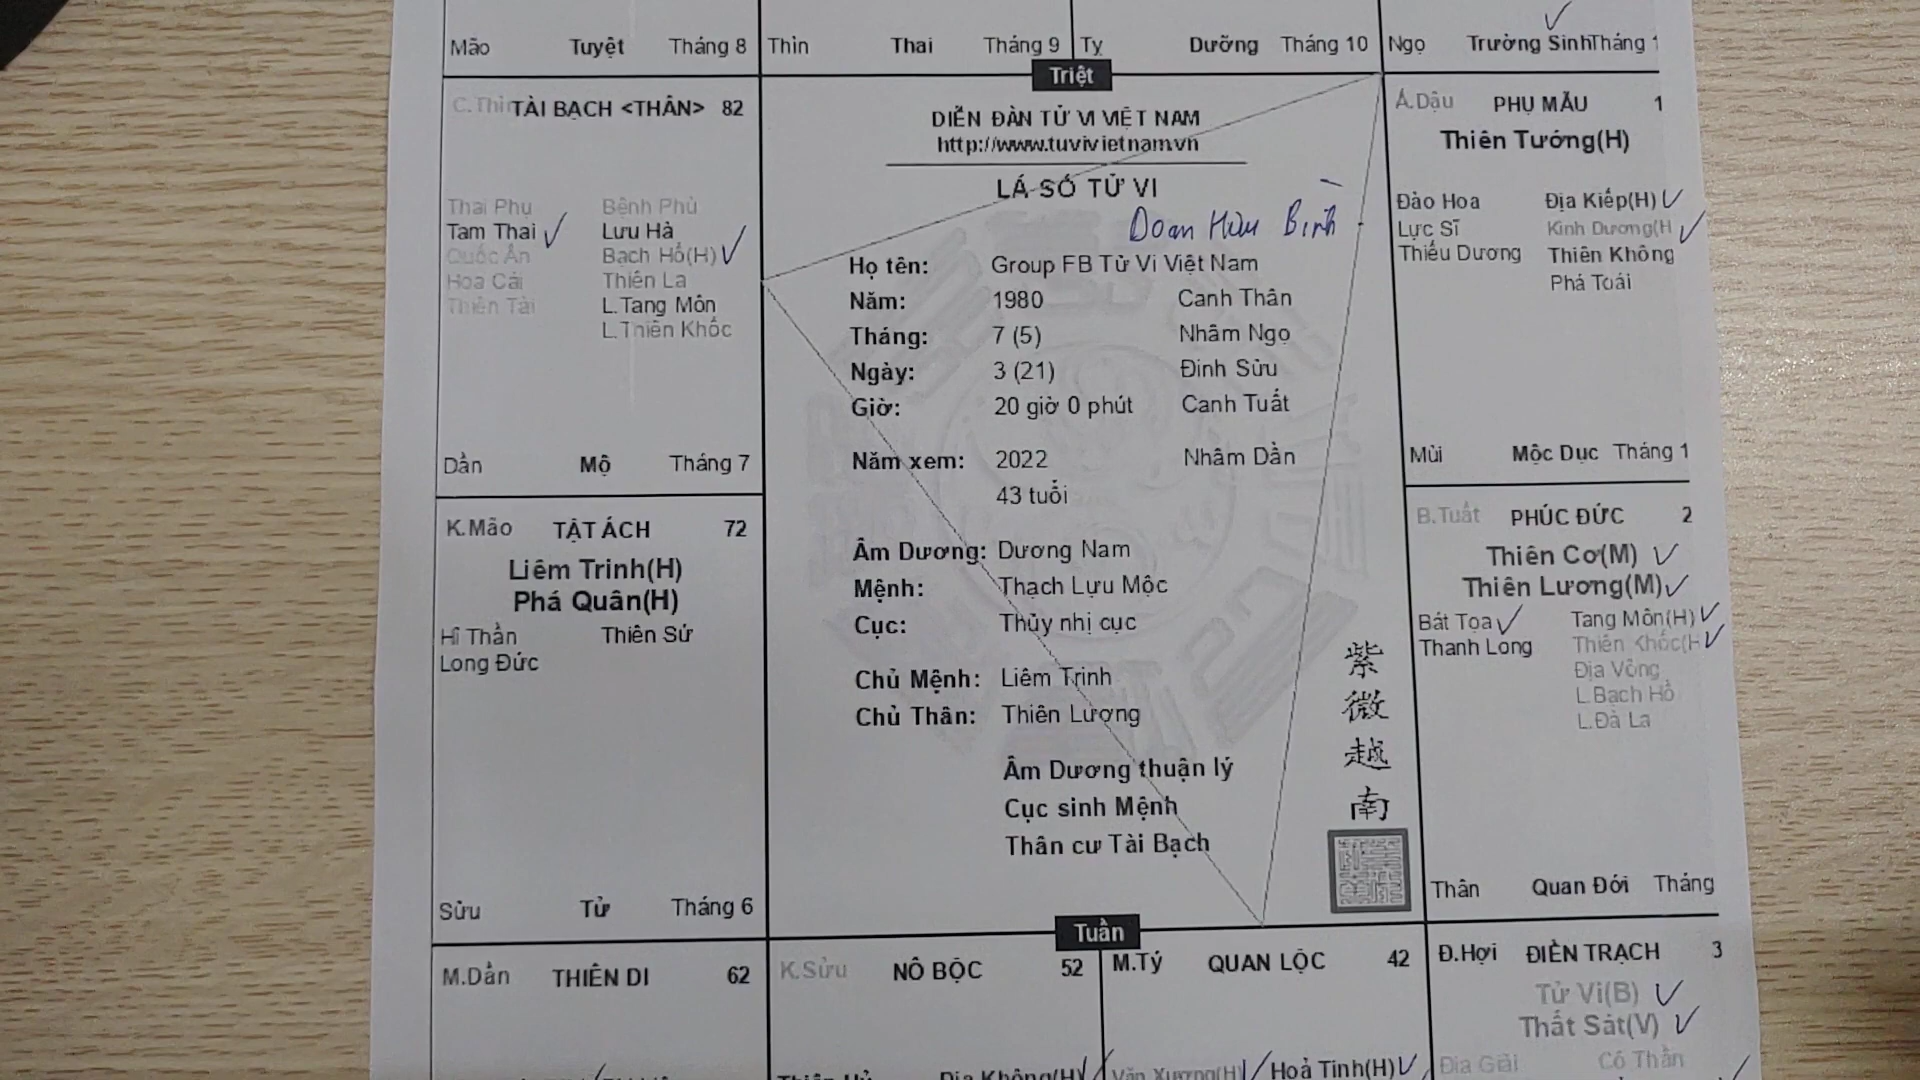 Mão Tuyệt Tháng 8
Thìn Thai Tháng 9
Tỵ Dưỡng Tháng 10
Ngọ Trường Sinh Tháng 1
Triệt
C.Thìn TÀI BẠCH <THÂN> 82
Thai Phụ Bệnh Phù
Tam Thai Lưu Hà
Quốc Ấn Bạch Hổ(H)
Hoa Cái Thiên La
Thiên Tài L.Tang Môn
L.Thiên Khốc
Dần Mộ Tháng 7
DIỄN ĐÀN TỬ VI VIỆT NAM
http://www.tuvivietnam.vn
LÁ SỐ TỬ VI
Doan Hữu Bình
Họ tên: Group FB Tử Vi Việt Nam
Năm: 1980 Canh Thân
Tháng: 7 (5) Nhâm Ngọ
Ngày: 3 (21) Đinh Sửu
Giờ: 20 giờ 0 phút Canh Tuất
Năm xem: 2022 Nhâm Dần
43 tuổi
Âm Dương: Dương Nam
Mệnh: Thạch Lựu Mộc
Cục: Thủy nhị cục
Chủ Mệnh: Liêm Trinh
Chủ Thân: Thiên Lương
Âm Dương thuận lý
Cục sinh Mệnh
Thân cư Tài Bạch
紫
微
越
南
Á.Dậu PHỤ MẪU 1
Thiên Tướng(H)
Đào Hoa Địa Kiếp(H)
Lực Sĩ Kình Dương(H
Thiếu Dương Thiên Không
Phá Toái
Mùi Mộc Dục Tháng 1
K.Mão TẬT ÁCH 72
Liêm Trinh(H)
Phá Quân(H)
Hỉ Thần Thiên Sứ
Long Đức
Sửu Tử Tháng 6
B.Tuất PHÚC ĐỨC 2
Thiên Cơ(M)
Thiên Lương(M)
Bát Tọa Tang Môn(H)
Thanh Long Thiên Khốc(H
Địa Võng
L.Bạch Hổ
L.Đà La
Thân Quan Đới Tháng
Tuần
M.Dần THIÊN DI 62
K.Sửu NÔ BỘC 52
Địa Không(H)
M.Tý QUAN LỘC 42
Văn Xương(H) Hoả Tinh(H)
Đ.Hợi ĐIỀN TRẠCH 3
Tử Vi(B)
Thất Sát(V)
Địa Giải Cô Thần